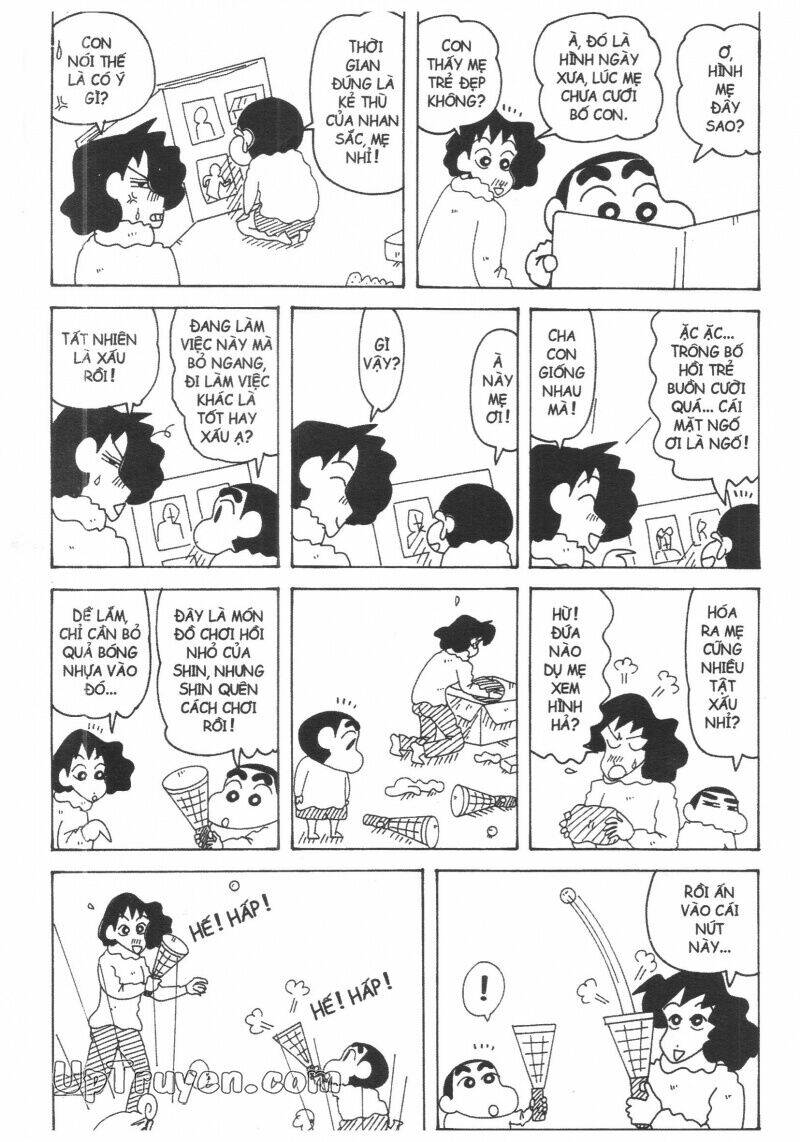 Ơ,
HÌNH
MẸ
ĐÂY
SAO?
À, ĐÓ LÀ
HÌNH NGÀY
XƯA, LÚC MẸ
CHƯA CƯỚI
BỐ CON.
CON
THẤY MẸ
TRẺ ĐẸP
KHÔNG?
THỜI
GIAN
ĐÚNG LÀ
KẺ THÙ
CỦA NHAN
SẮC, MẸ
NHỈ!
CON
NÓI THẾ
LÀ CÓ Ý
GÌ?
ẶC ẶC...
TRÔNG BỐ
HỒI TRẺ
BUỒN CƯỜI
QUÁ... CÁI
MẶT NGỐ
ƠI LÀ NGỐ!
CHA
CON
GIỐNG
NHAU
MÀ!
À
NÀY
MẸ
ƠI!
GÌ
VẬY?
ĐANG LÀM
VIỆC NÀY MÀ
BỎ NGANG,
ĐI LÀM VIỆC
KHÁC LÀ
TỐT HAY
XẤU Ạ?
TẤT NHIÊN
LÀ XẤU
RỒI!
HÓA
RA MẸ
CŨNG
NHIỀU
TẬT
XẤU
NHỈ?
HỪ!
ĐỨA
NÀO
DỤ MẸ
XEM
HÌNH
HẢ?
ĐÂY LÀ MÓN
ĐỒ CHƠI HỒI
NHỎ CỦA
SHIN, NHƯNG
SHIN QUÊN
CÁCH CHƠI
RỒI!
DỄ LẮM,
CHỈ CẦN BỎ
QUẢ BÓNG
NHỰA VÀO
ĐÓ...
RỒI ẤN
VÀO CÁI
NÚT
NÀY...
!
HẾ! HẤP!
HẾ! HẤP!
UpTruyen.com